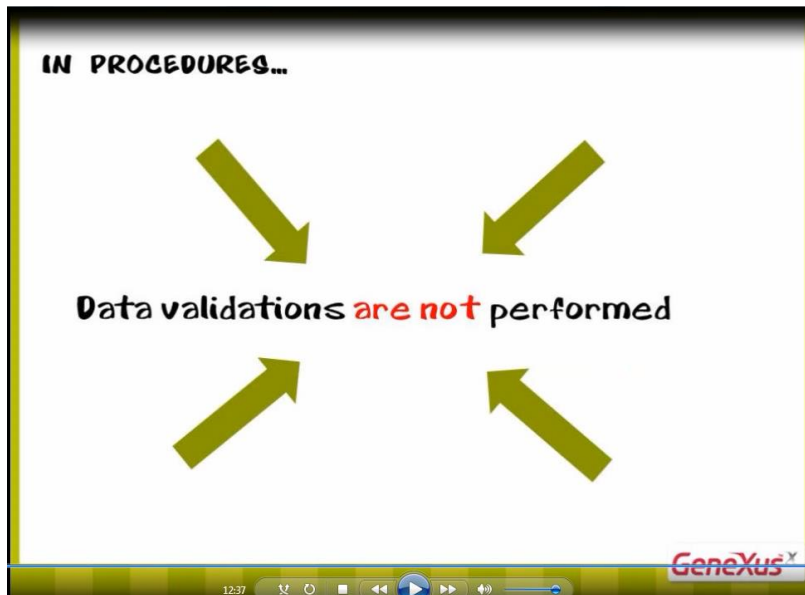 IN PROCEDURES...
Data validations are not performed
GeneXus X
12:37